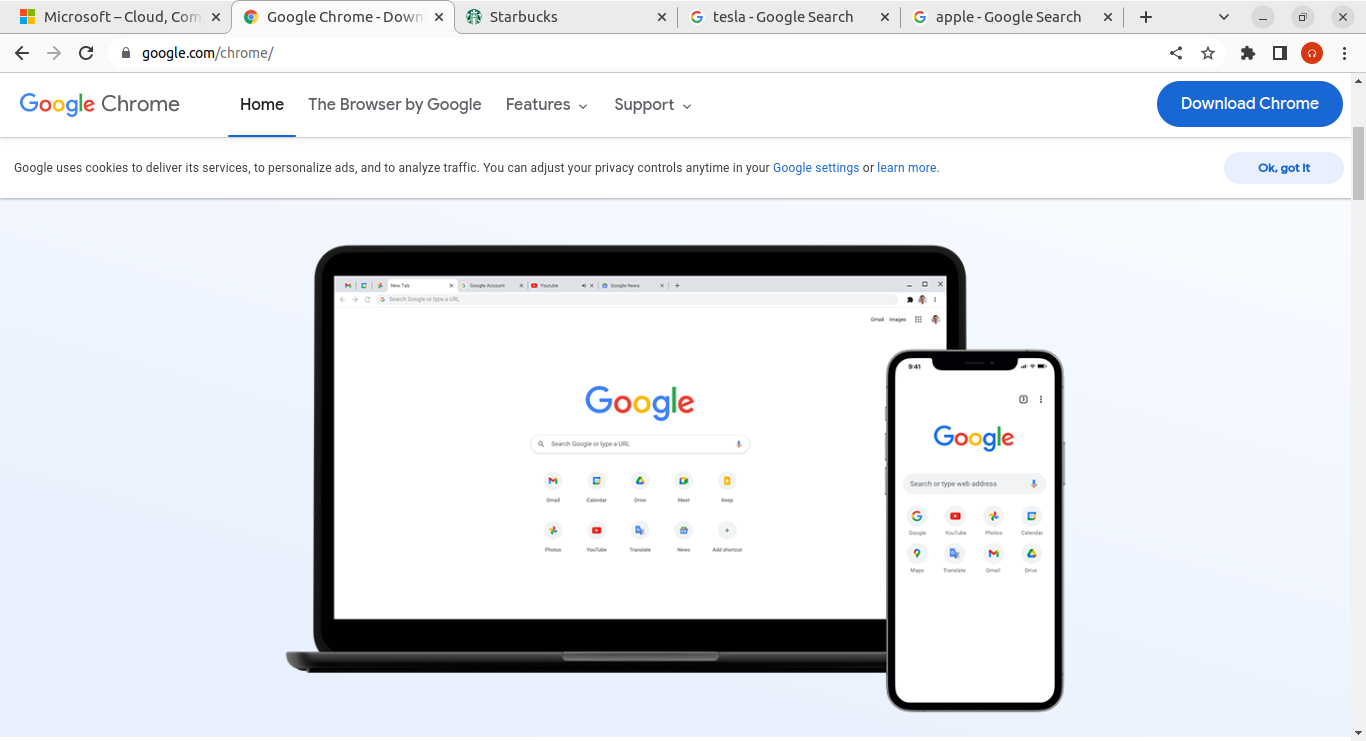 Microsoft – Cloud, Com
Google Chrome - Down
Starbucks
tesla - Google Search
apple - Google Search
google.com/chrome/
Google Chrome
Home
The Browser by Google
Features
Support
Download Chrome
Google uses cookies to deliver its services, to personalize ads, and to analyze traffic. You can adjust your privacy controls anytime in your Google settings or learn more.
Ok, got it
New Tab
Google Account
Youtube
Google News
Search Google or type a URL
Gmail Images
Google
Search Google or type a URL
Gmail Calendar Drive Meet Keep
Photos YouTube Translate News Add shortcut
9:41
3
Google
Search or type web address
Google YouTube Photos Calendar
Maps Translate Gmail Drive